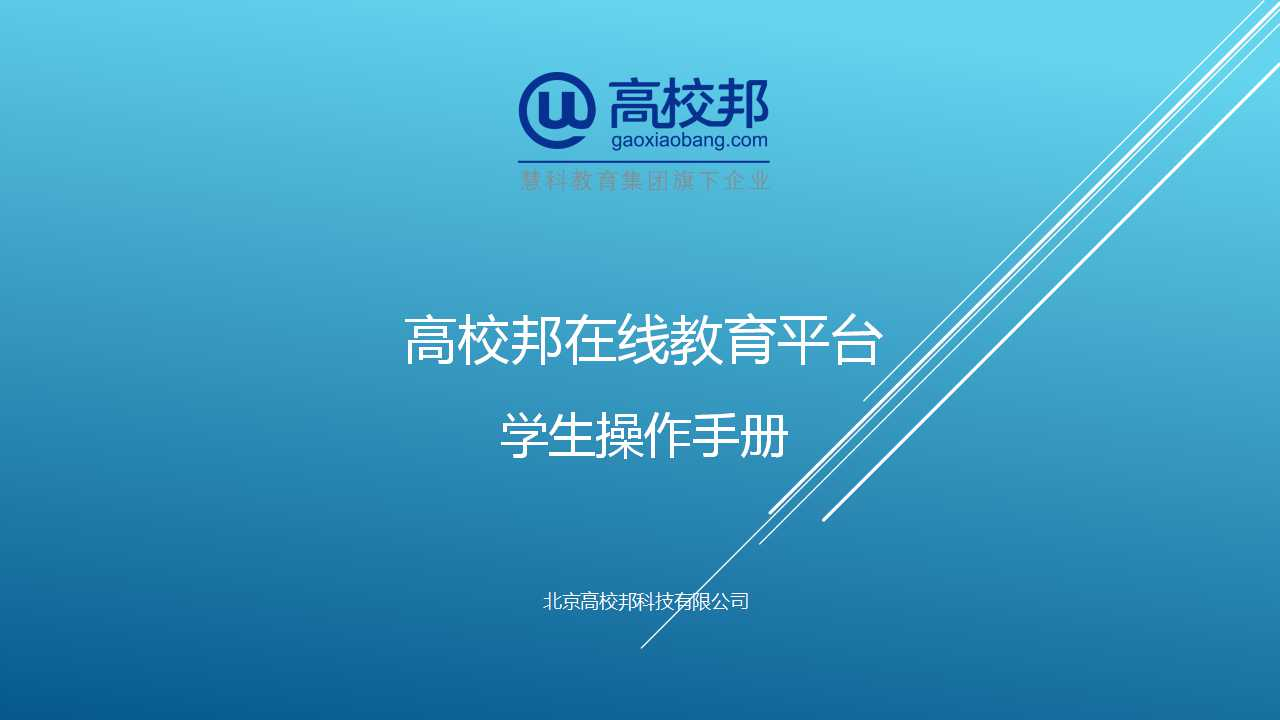 高校邦
gaoxiaobang.com
慧科教育集团旗下企业
高校邦在线教育平台
学生操作手册
北京高校邦科技有限公司